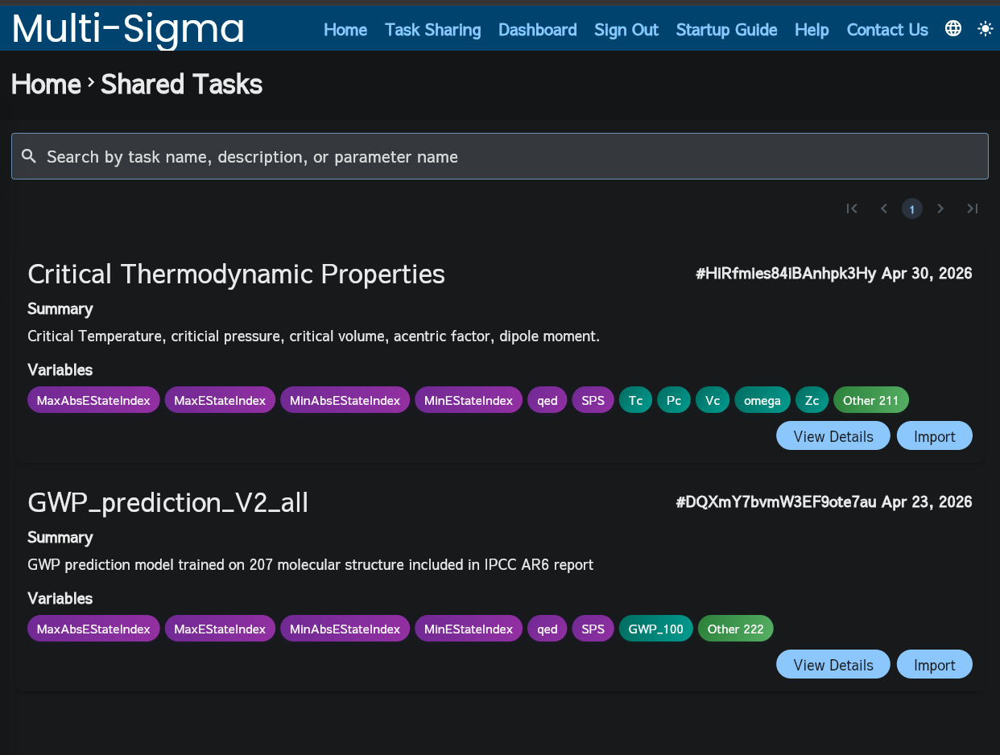 Multi-Sigma Home Task Sharing Dashboard Sign Out Startup Guide Help Contact Us
Home › Shared Tasks
Search by task name, description, or parameter name
1
Critical Thermodynamic Properties #HiRfmies84iBAnhpk3Hy Apr 30, 2026
Summary
Critical Temperature, criticial pressure, critical volume, acentric factor, dipole moment.
Variables
MaxAbsEStateIndex MaxEStateIndex MinAbsEStateIndex MinEStateIndex qed SPS Tc Pc Vc omega Zc Other 211
View Details Import
GWP_prediction_V2_all #DQXmY7bvmW3EF9ote7au Apr 23, 2026
Summary
GWP prediction model trained on 207 molecular structure included in IPCC AR6 report
Variables
MaxAbsEStateIndex MaxEStateIndex MinAbsEStateIndex MinEStateIndex qed SPS GWP_100 Other 222
View Details Import